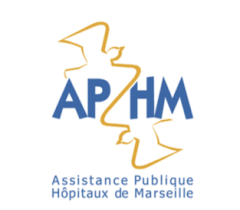 AP HM
Assistance Publique
Hôpitaux de Marseille